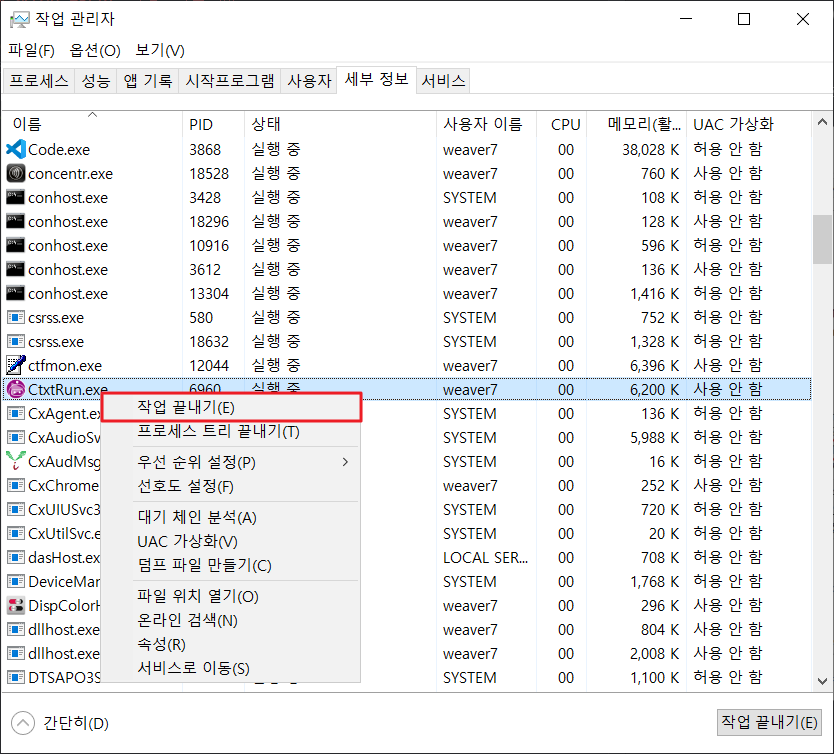 작업 관리자
파일(F) 옵션(O) 보기(V)
프로세스 성능 앱 기록 시작프로그램 사용자 세부 정보 서비스
이름 PID 상태 사용자 이름 CPU 메모리(활... UAC 가상화
Code.exe 3868 실행 중 weaver7 00 38,028 K 허용 안 함
concentr.exe 18528 실행 중 weaver7 00 760 K 사용 안 함
conhost.exe 3428 실행 중 SYSTEM 00 108 K 허용 안 함
conhost.exe 18296 실행 중 weaver7 00 128 K 사용 안 함
conhost.exe 10916 실행 중 weaver7 00 596 K 허용 안 함
conhost.exe 3612 실행 중 weaver7 00 136 K 사용 안 함
conhost.exe 13304 실행 중 weaver7 00 1,416 K 허용 안 함
csrss.exe 580 실행 중 SYSTEM 00 752 K 허용 안 함
csrss.exe 18632 실행 중 SYSTEM 00 1,328 K 허용 안 함
ctfmon.exe 12044 실행 중 weaver7 00 6,396 K 사용 안 함
CtxtRun.exe 6960 실행 중 weaver7 00 6,200 K 사용 안 함
CxAgent.ex SYSTEM 00 136 K 허용 안 함
작업 끝내기(E)
CxAudioSv SYSTEM 00 5,988 K 허용 안 함
프로세스 트리 끝내기(T)
CxAudMsg SYSTEM 00 16 K 허용 안 함
우선 순위 설정(P)
CxChrome weaver7 00 252 K 사용 안 함
선호도 설정(F)
CxUIUSvc3 SYSTEM 00 720 K 허용 안 함
대기 체인 분석(A)
CxUtilSvc.e SYSTEM 00 20 K 허용 안 함
UAC 가상화(V)
dasHost.ex LOCAL SER... 00 708 K 허용 안 함
덤프 파일 만들기(C)
DeviceMar SYSTEM 00 1,768 K 허용 안 함
파일 위치 열기(O)
DispColorH weaver7 00 296 K 사용 안 함
온라인 검색(N)
dllhost.exe weaver7 00 804 K 사용 안 함
속성(R)
dllhost.exe weaver7 00 2,008 K 사용 안 함
서비스로 이동(S)
DTSAPO3S SYSTEM 00 1,100 K 허용 안 함
간단히(D) 작업 끝내기(E)